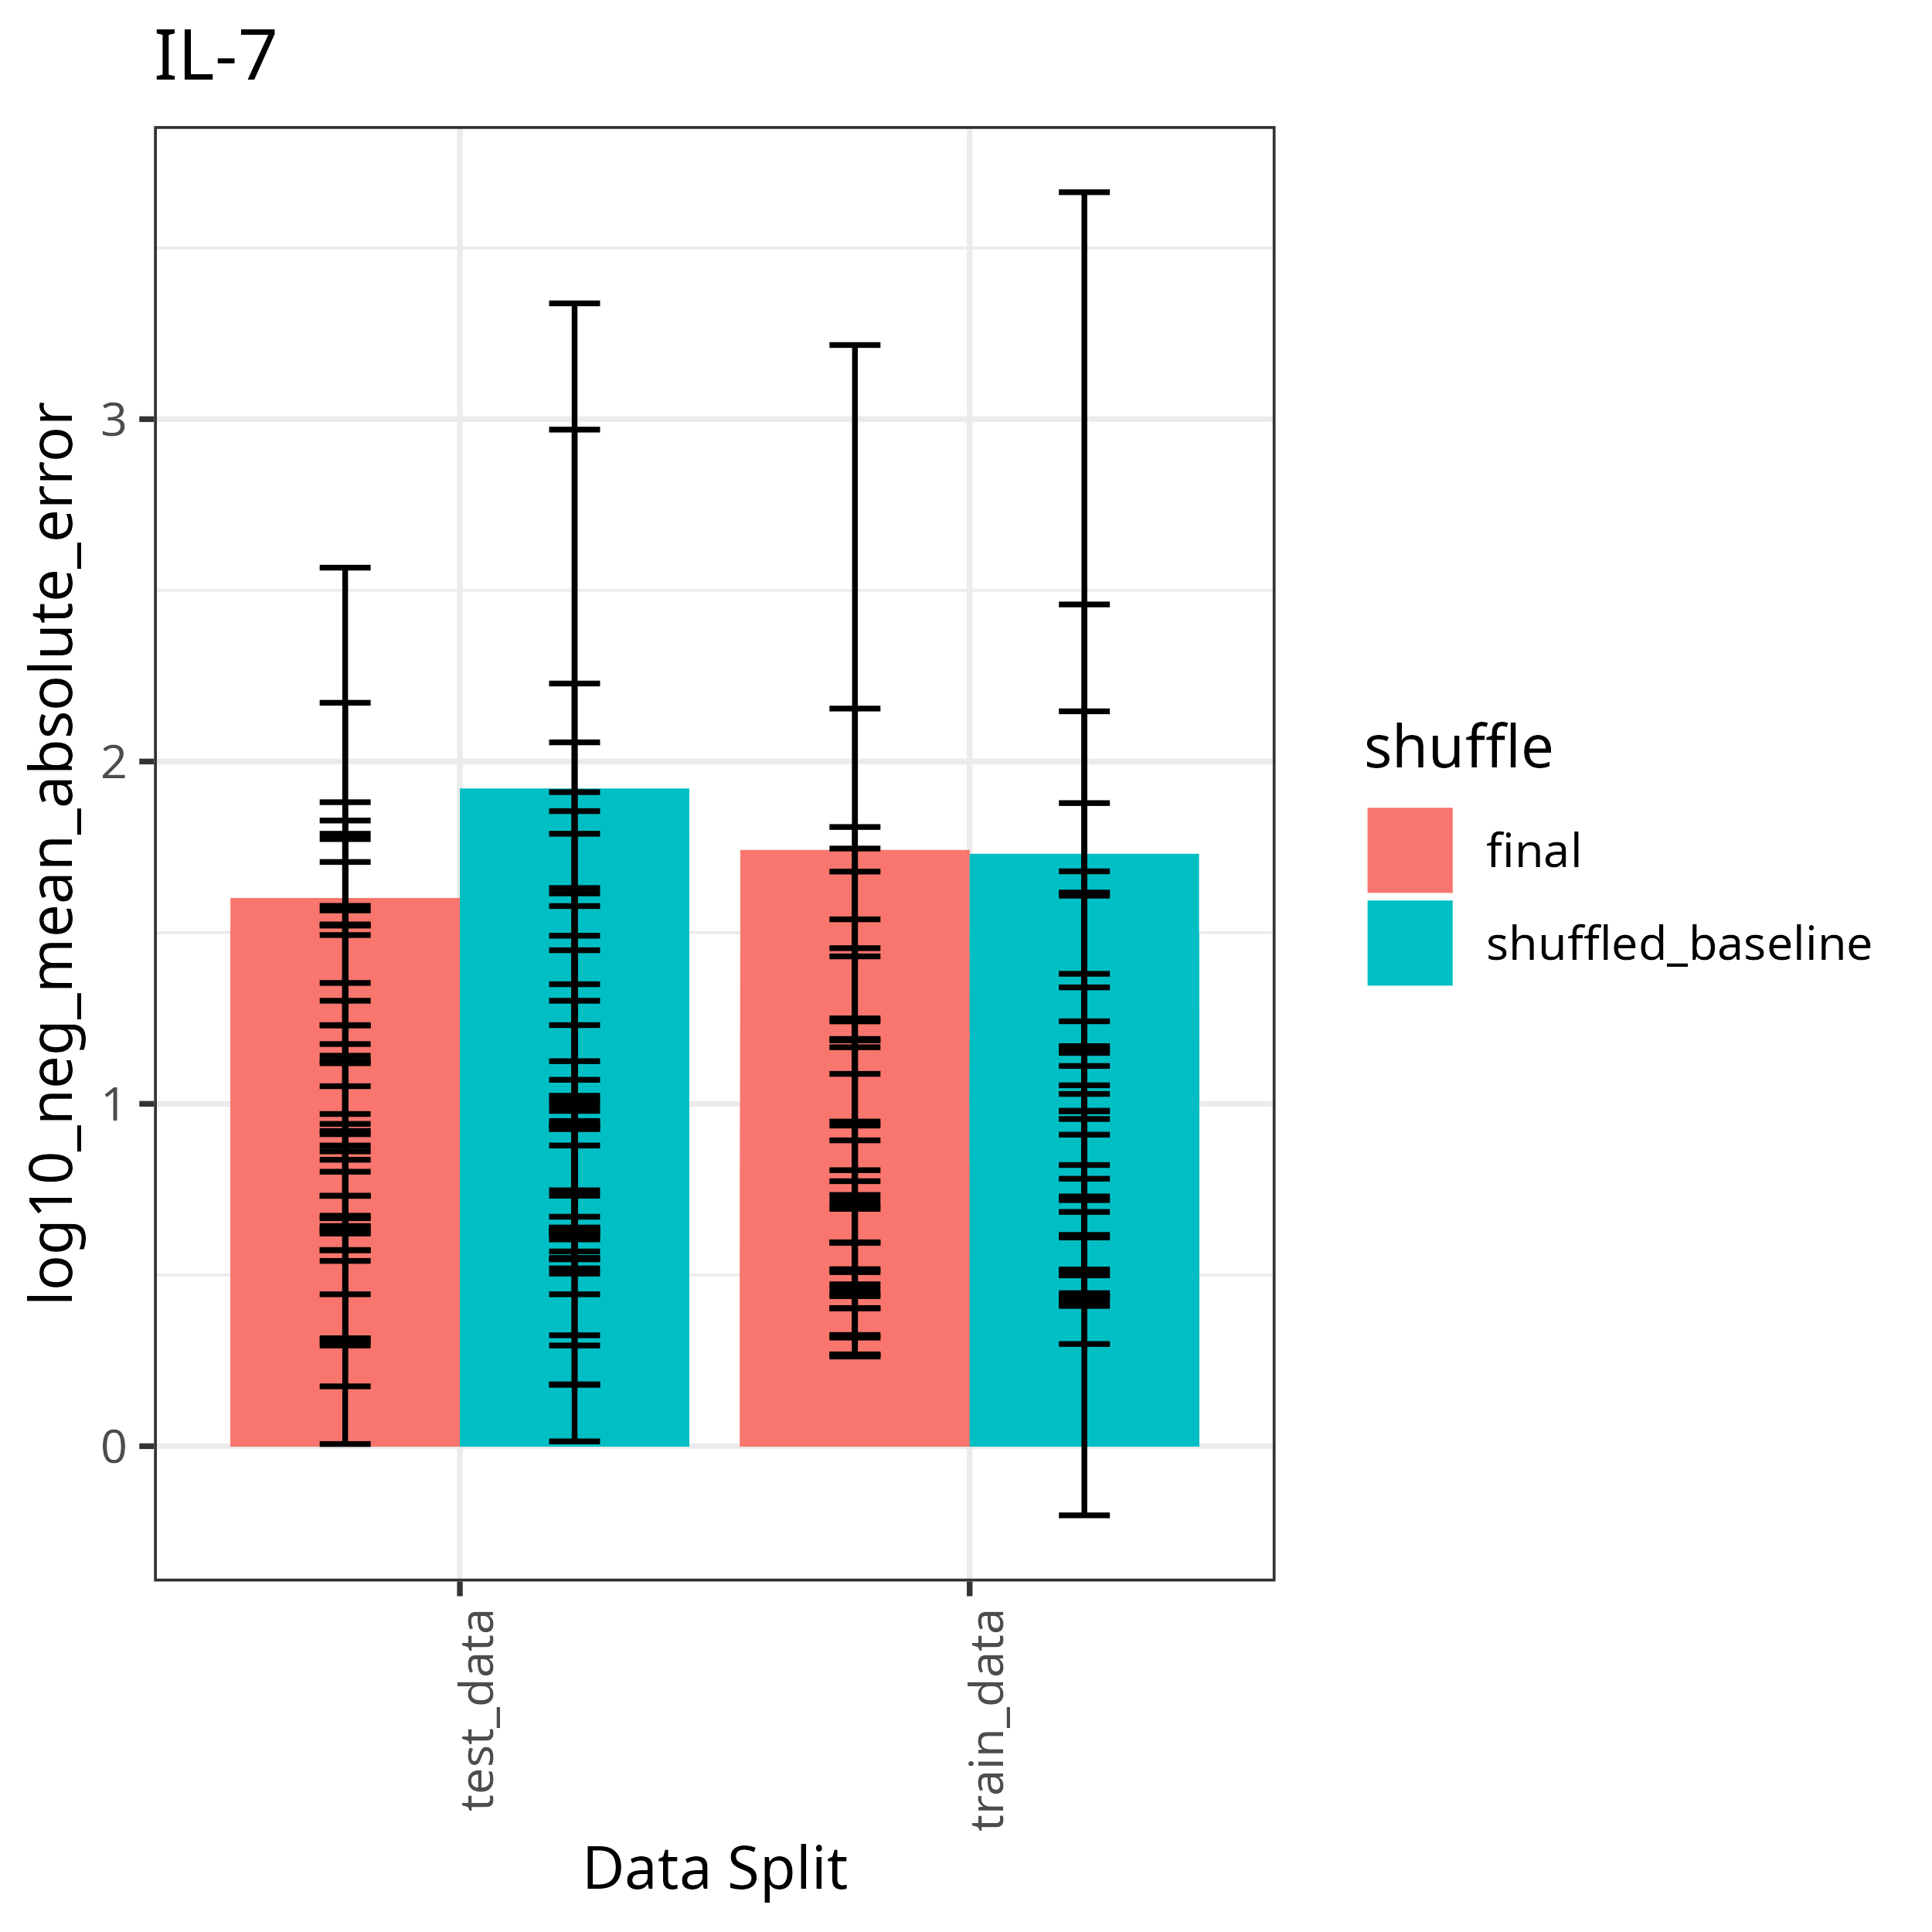 IL-7
log10_neg_mean_absolute_error
3
2
1
0
test_data
train_data
Data Split
shuffle
final
shuffled_baseline